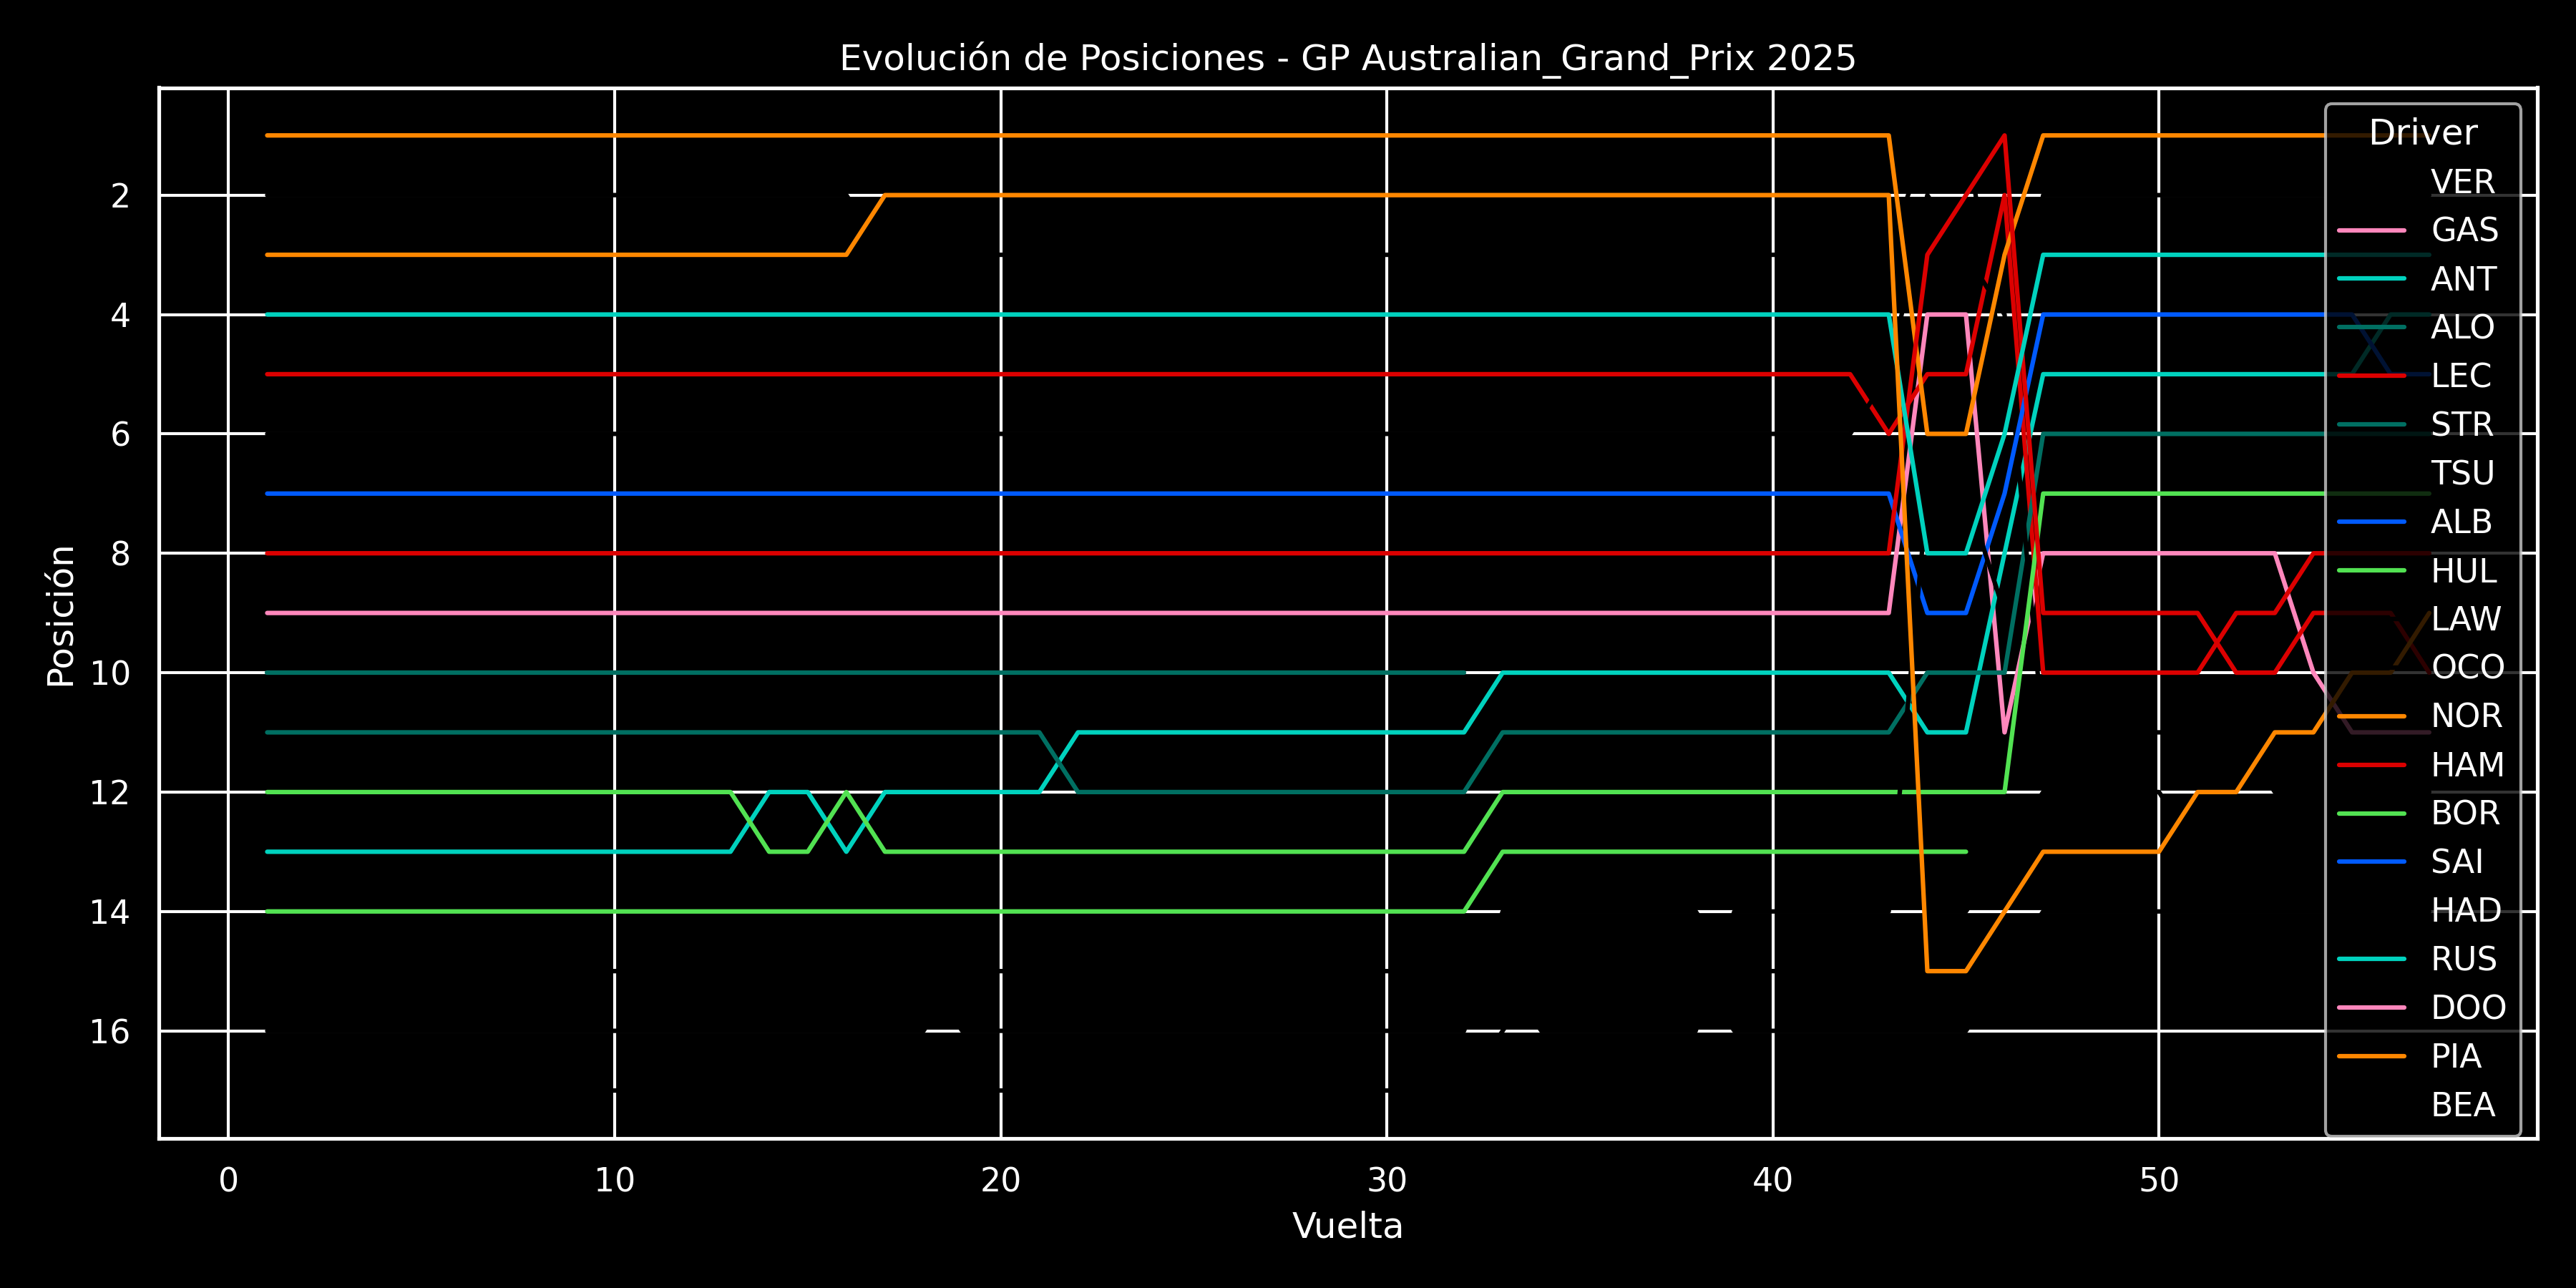 Evolución de Posiciones - GP Australian_Grand_Prix 2025
Driver
VER
GAS
ANT
ALO
LEC
STR
TSU
ALB
HUL
LAW
OCO
NOR
HAM
BOR
SAI
HAD
RUS
DOO
PIA
BEA
Posición
2
4
6
8
10
12
14
16
0 10 20 30 40 50
Vuelta